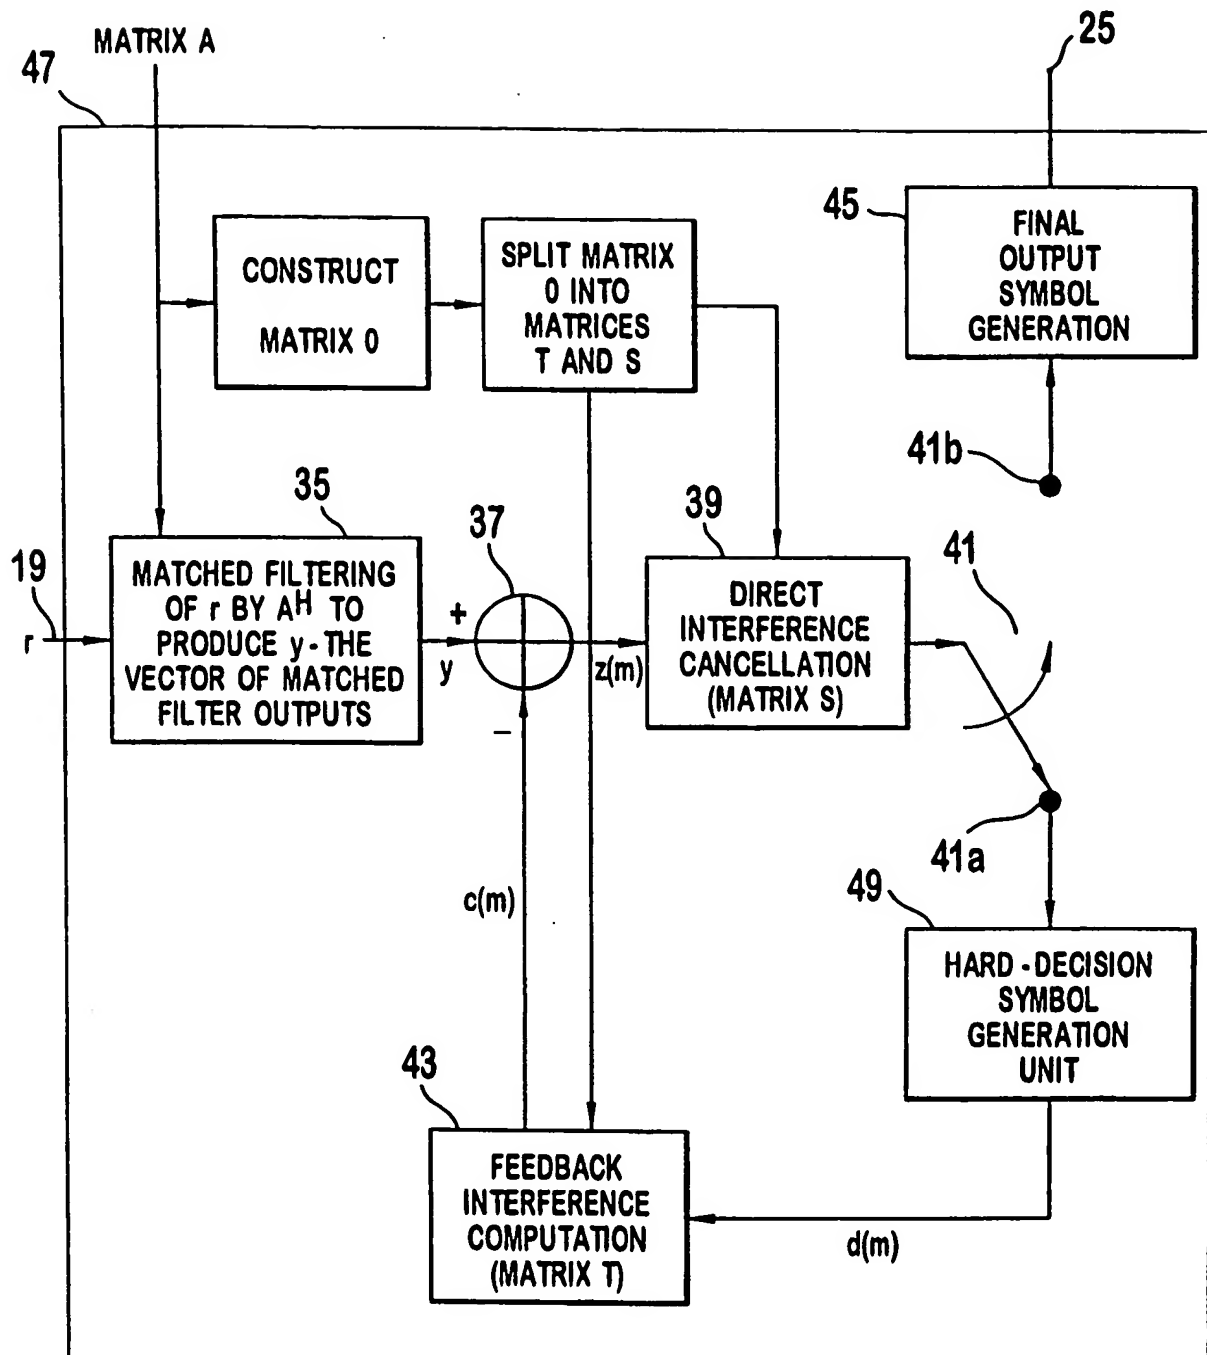 MATRIX A
25
47
45
FINAL
OUTPUT
SYMBOL
GENERATION
CONSTRUCT
MATRIX 0
SPLIT MATRIX
0 INTO
MATRICES
T AND S
41b
35
37
39
41
19
r
MATCHED FILTERING
OF r BY A^H TO
PRODUCE y - THE
VECTOR OF MATCHED
FILTER OUTPUTS
+
y
−
z(m)
DIRECT
INTERFERENCE
CANCELLATION
(MATRIX S)
41a
c(m)
49
HARD - DECISION
SYMBOL
GENERATION
UNIT
43
FEEDBACK
INTERFERENCE
COMPUTATION
(MATRIX T)
d(m)